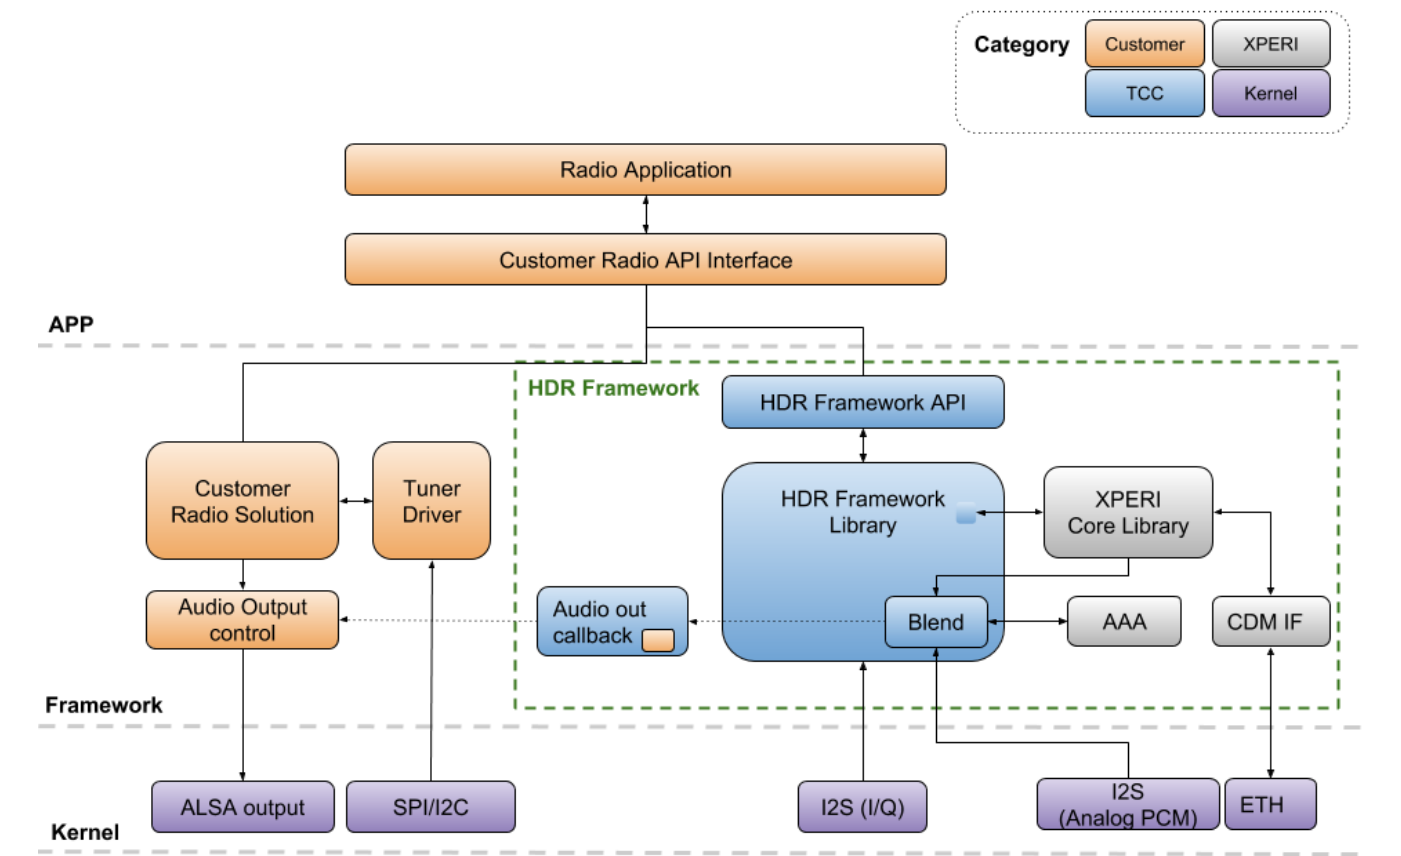 Category
Customer
XPERI
TCC
Kernel
Radio Application
Customer Radio API Interface
APP
HDR Framework
HDR Framework API
Customer
Radio Solution
Tuner
Driver
HDR Framework
Library
XPERI
Core Library
Audio Output
control
Audio out
callback
Blend
AAA
CDM IF
Framework
ALSA output
SPI/I2C
I2S (I/Q)
I2S
(Analog PCM)
ETH
Kernel